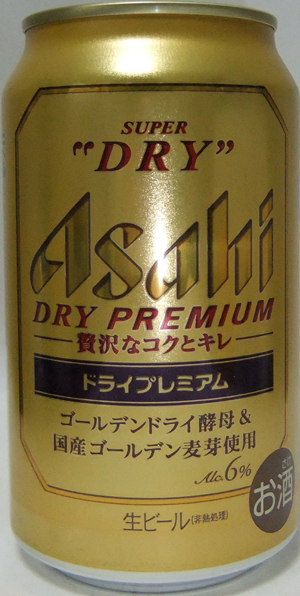 SUPER
"DRY"
Asahi
DRY PREMIUM
贅沢なコクとキレ
ドライプレミアム
ゴールデンドライ酵母&
国産ゴールデン麦芽使用
Alc.6%
お酒
生ビール(非熱処理)